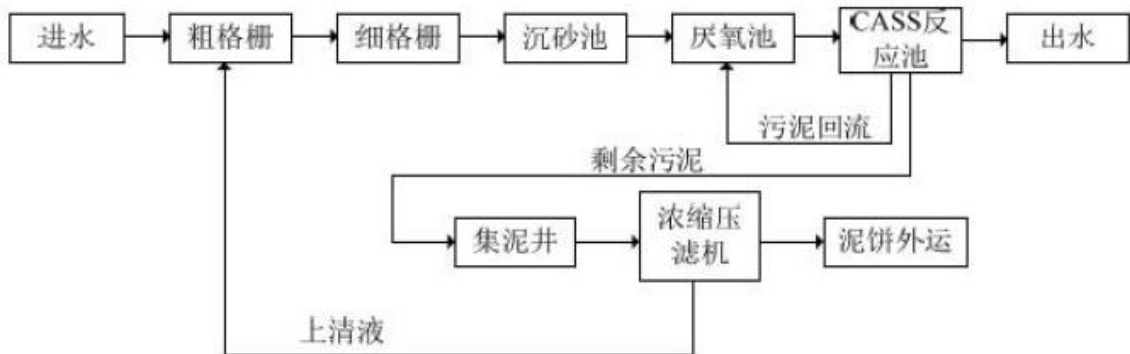 进水
粗格栅
细格栅
沉砂池
厌氧池
CASS反
应池
出水
污泥回流
剩余污泥
集泥井
浓缩压
滤机
泥饼外运
上清液